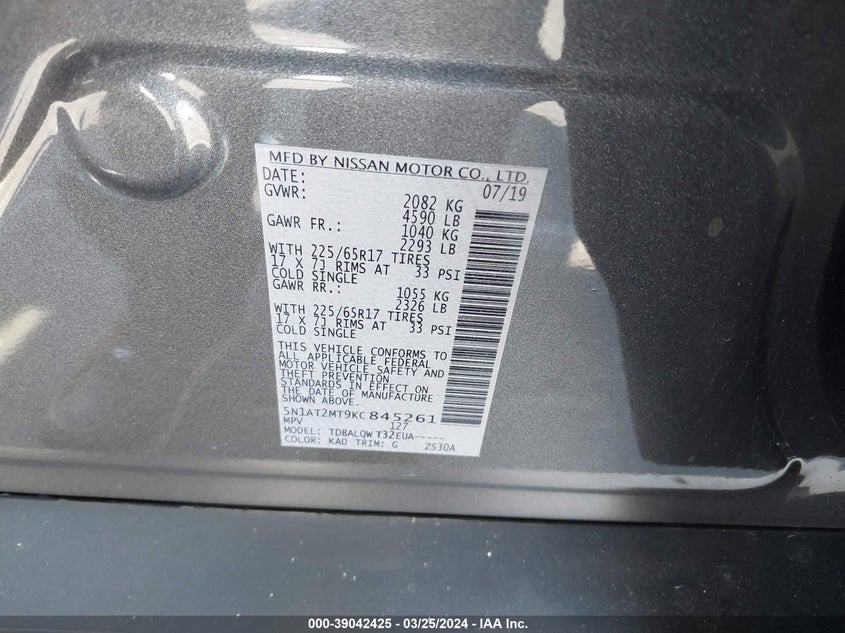 MFD BY NISSAN MOTOR CO., LTD.
DATE: 07/19
GVWR: 2082 KG
4590 LB
GAWR FR.: 1040 KG
2293 LB
WITH 225/65R17 TIRES
17 X 7J RIMS AT 33 PSI
COLD SINGLE
GAWR RR.: 1055 KG
2326 LB
WITH 225/65R17 TIRES
17 X 7J RIMS AT 33 PSI
COLD SINGLE
THIS VEHICLE CONFORMS TO
ALL APPLICABLE FEDERAL
MOTOR VEHICLE SAFETY AND
THEFT PREVENTION
STANDARDS IN EFFECT ON
THE DATE OF MANUFACTURE
SHOWN ABOVE.
5N1AT2MT9KC845261
MPV 127
MODEL: TDBALQW T32EUA-----
COLOR: KAD TRIM: G ZS30A
000-39042425 - 03/25/2024 - IAA Inc.